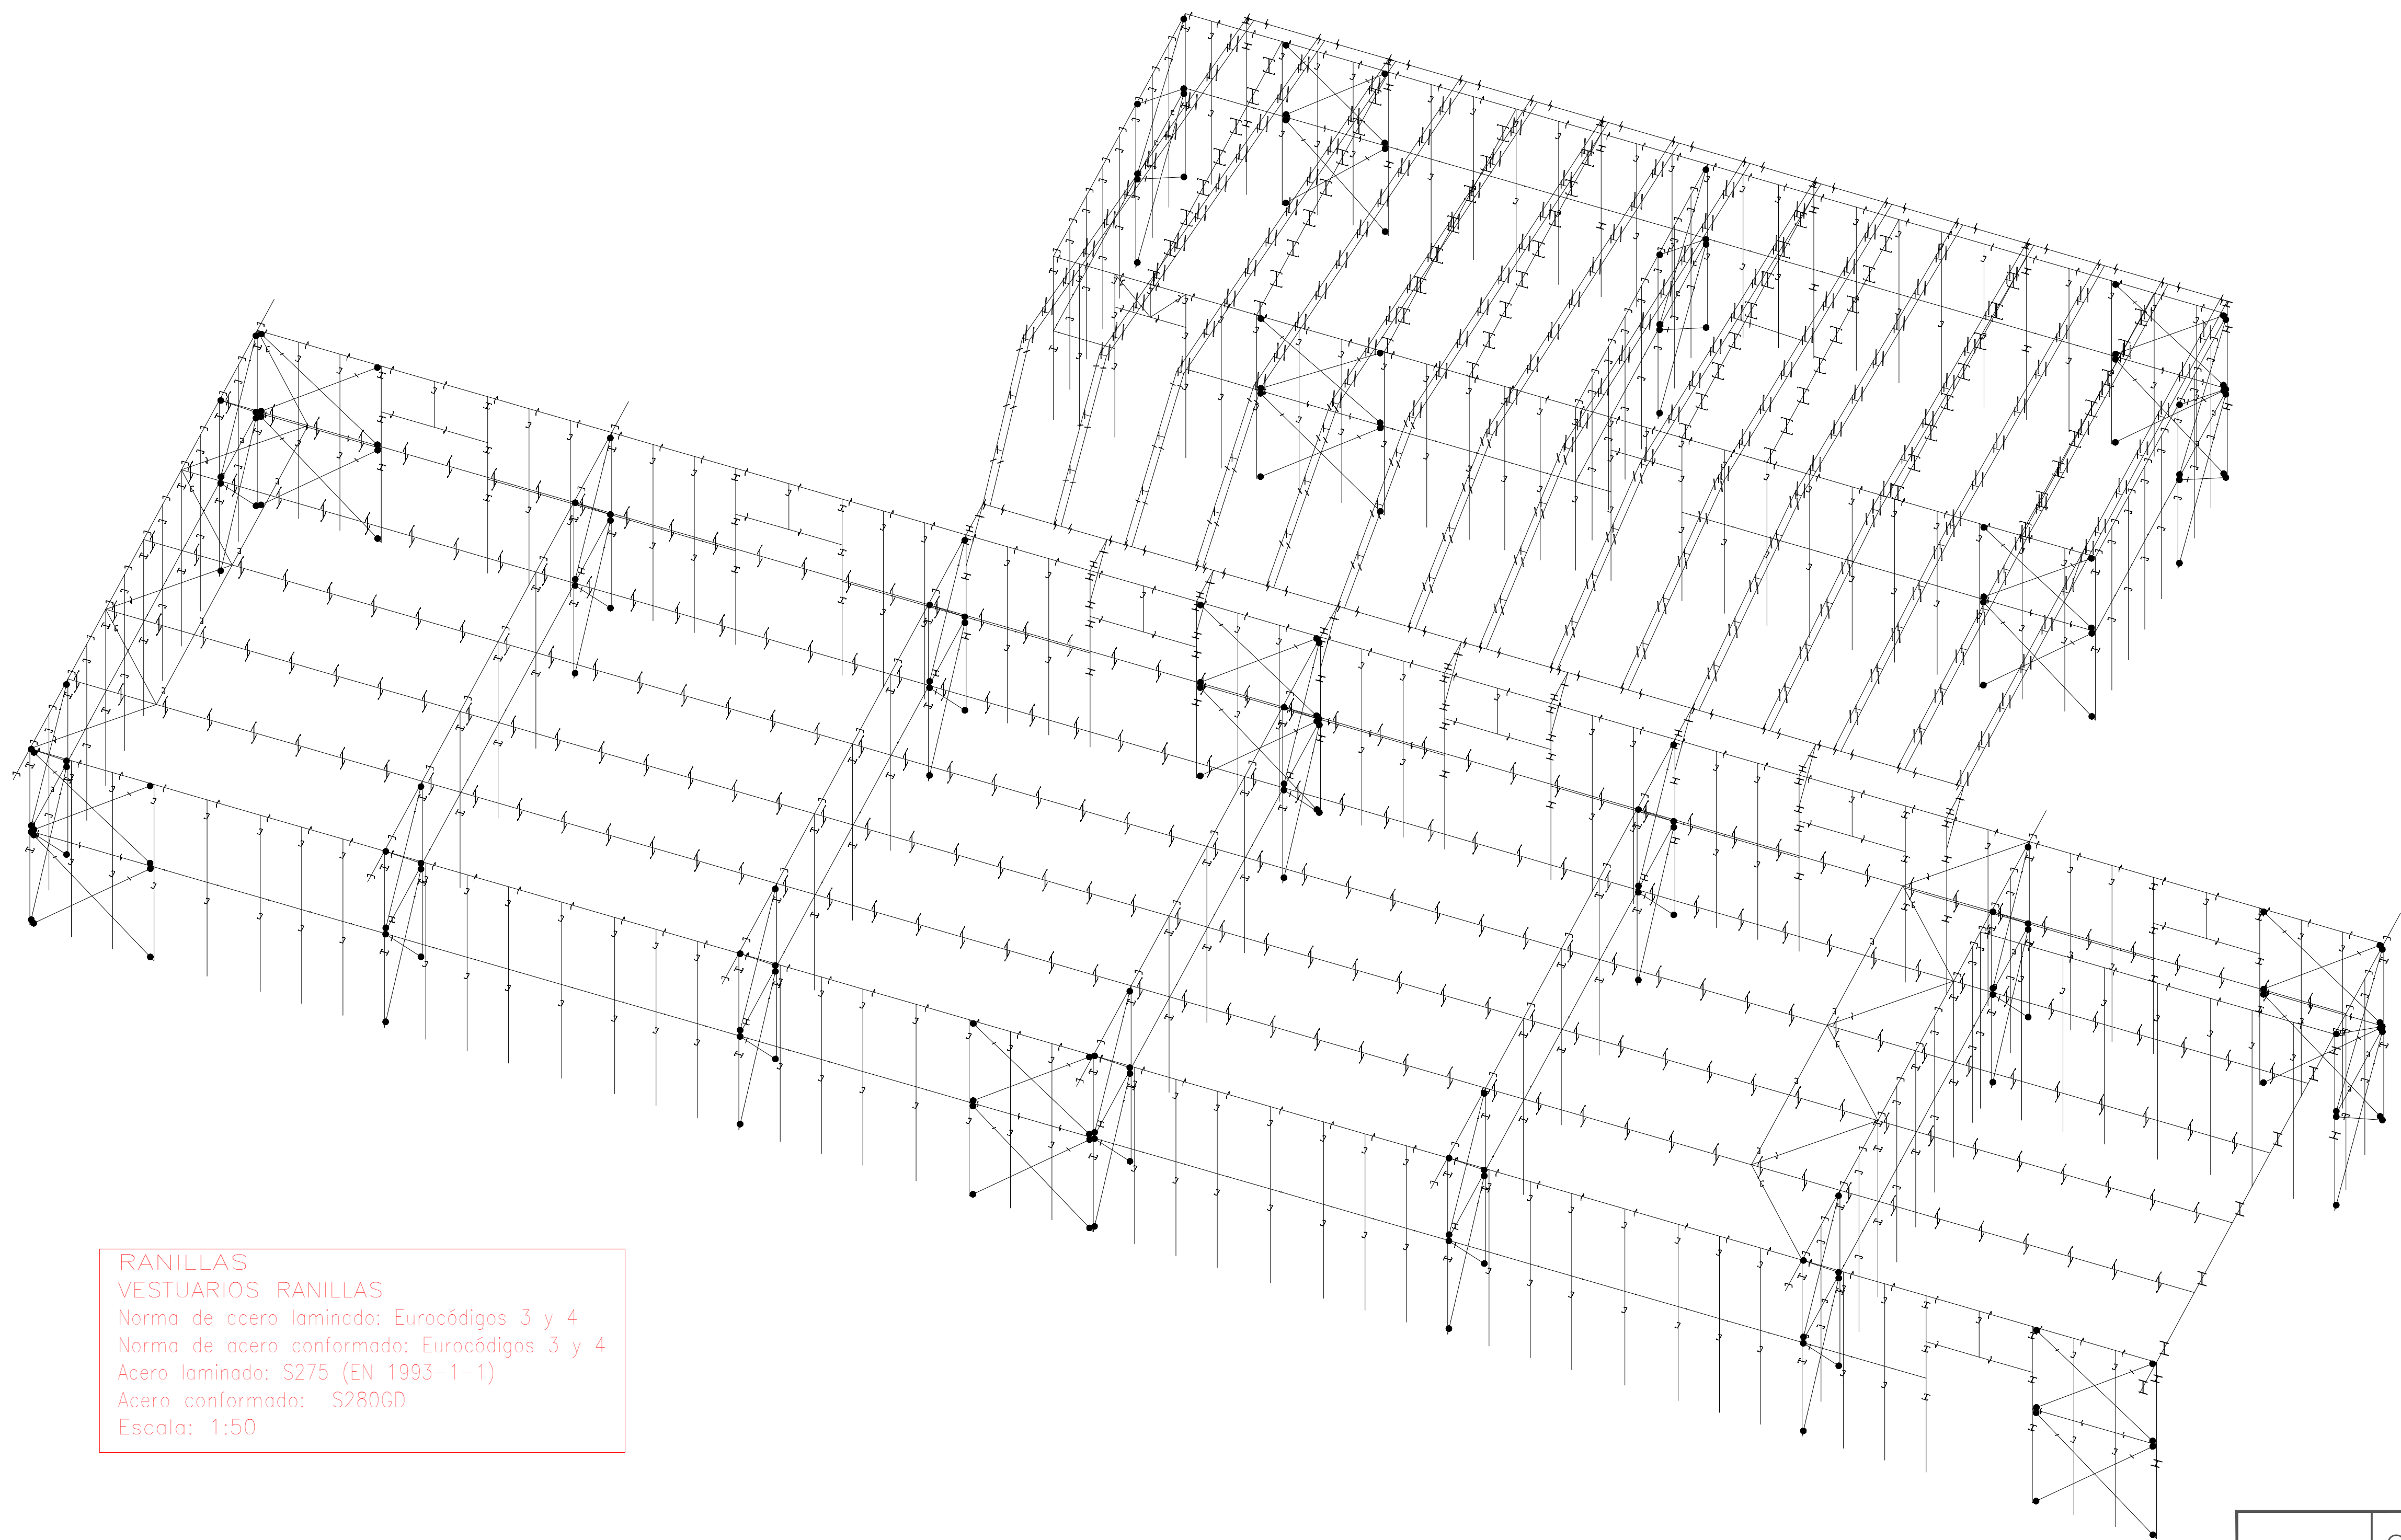 RANILLAS
VESTUARIOS RANILLAS
Norma de acero laminado: Eurocódigos 3 y 4
Norma de acero conformado: Eurocódigos 3 y 4
Acero laminado: S275 (EN 1993-1-1)
Acero conformado: S280GD
Escala: 1:50